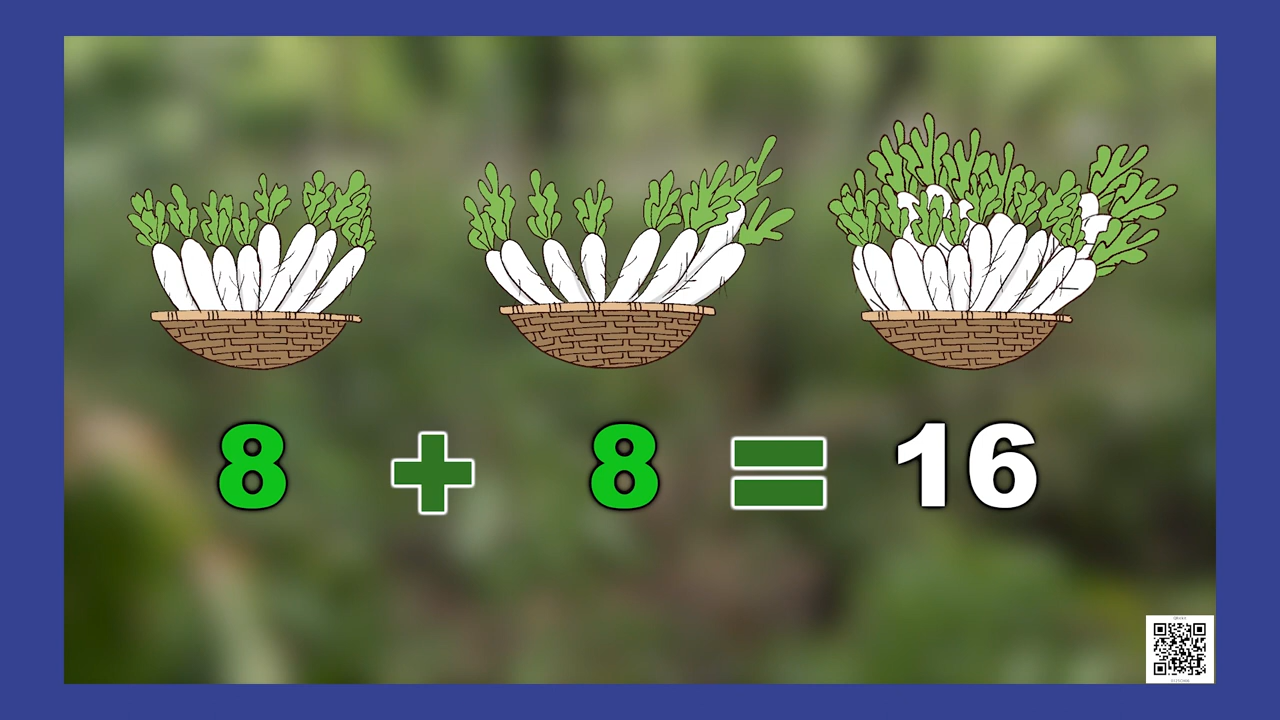 8 + 8 = 16